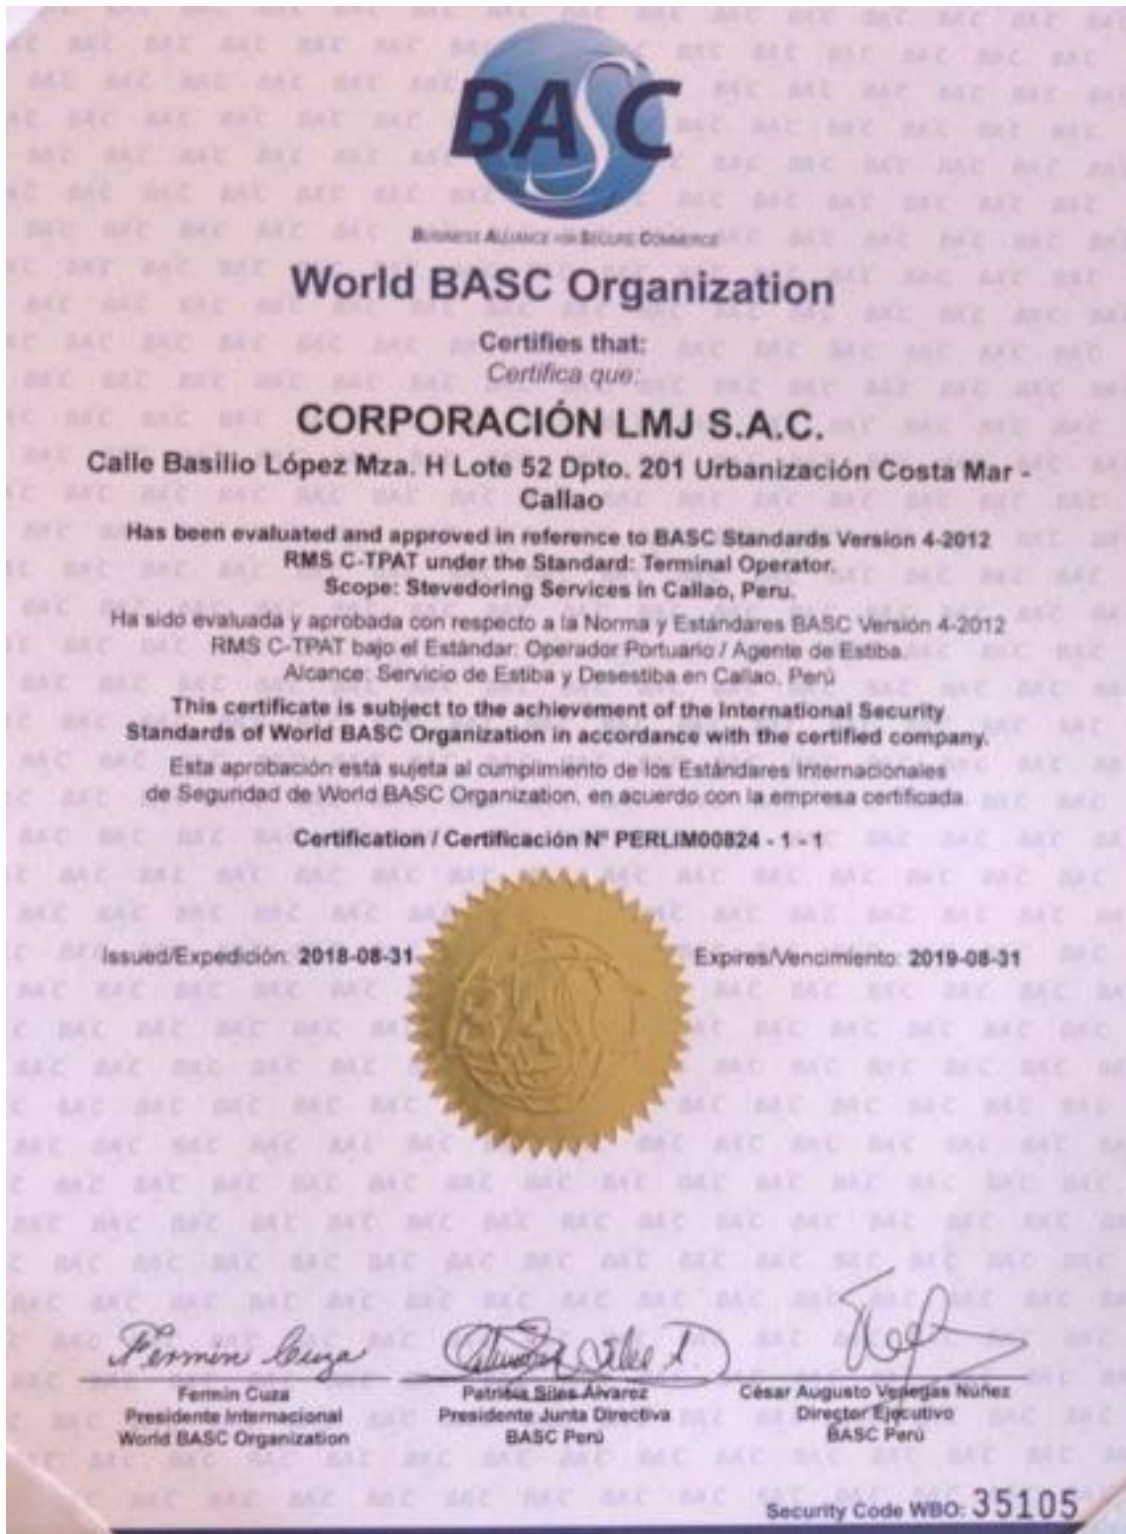 BASC
BUSINESS ALLIANCE FOR SECURE COMMERCE
World BASC Organization
Certifies that:
Certifica que:
CORPORACIÓN LMJ S.A.C.
Calle Basilio López Mza. H Lote 52 Dpto. 201 Urbanización Costa Mar -
Callao
Has been evaluated and approved in reference to BASC Standards Version 4-2012
RMS C-TPAT under the Standard: Terminal Operator.
Scope: Stevedoring Services in Callao, Peru.
Ha sido evaluada y aprobada con respecto a la Norma y Estándares BASC Versión 4-2012
RMS C-TPAT bajo el Estándar: Operador Portuario / Agente de Estiba.
Alcance: Servicio de Estiba y Desestiba en Callao, Perú
This certificate is subject to the achievement of the International Security
Standards of World BASC Organization in accordance with the certified company.
Esta aprobación está sujeta al cumplimiento de los Estándares Internacionales
de Seguridad de World BASC Organization, en acuerdo con la empresa certificada.
Certification / Certificación Nº PERLIM00824 - 1 - 1
Issued/Expedición: 2018-08-31
Expires/Vencimiento: 2019-08-31
BASC
Fermín Cuza
Fermin Cuza
Presidente Internacional
World BASC Organization
Patricia Siles Álvarez
Presidente Junta Directiva
BASC Perú
César Augusto Venegas Núñez
Director Ejecutivo
BASC Perú
Security Code WBO: 35105